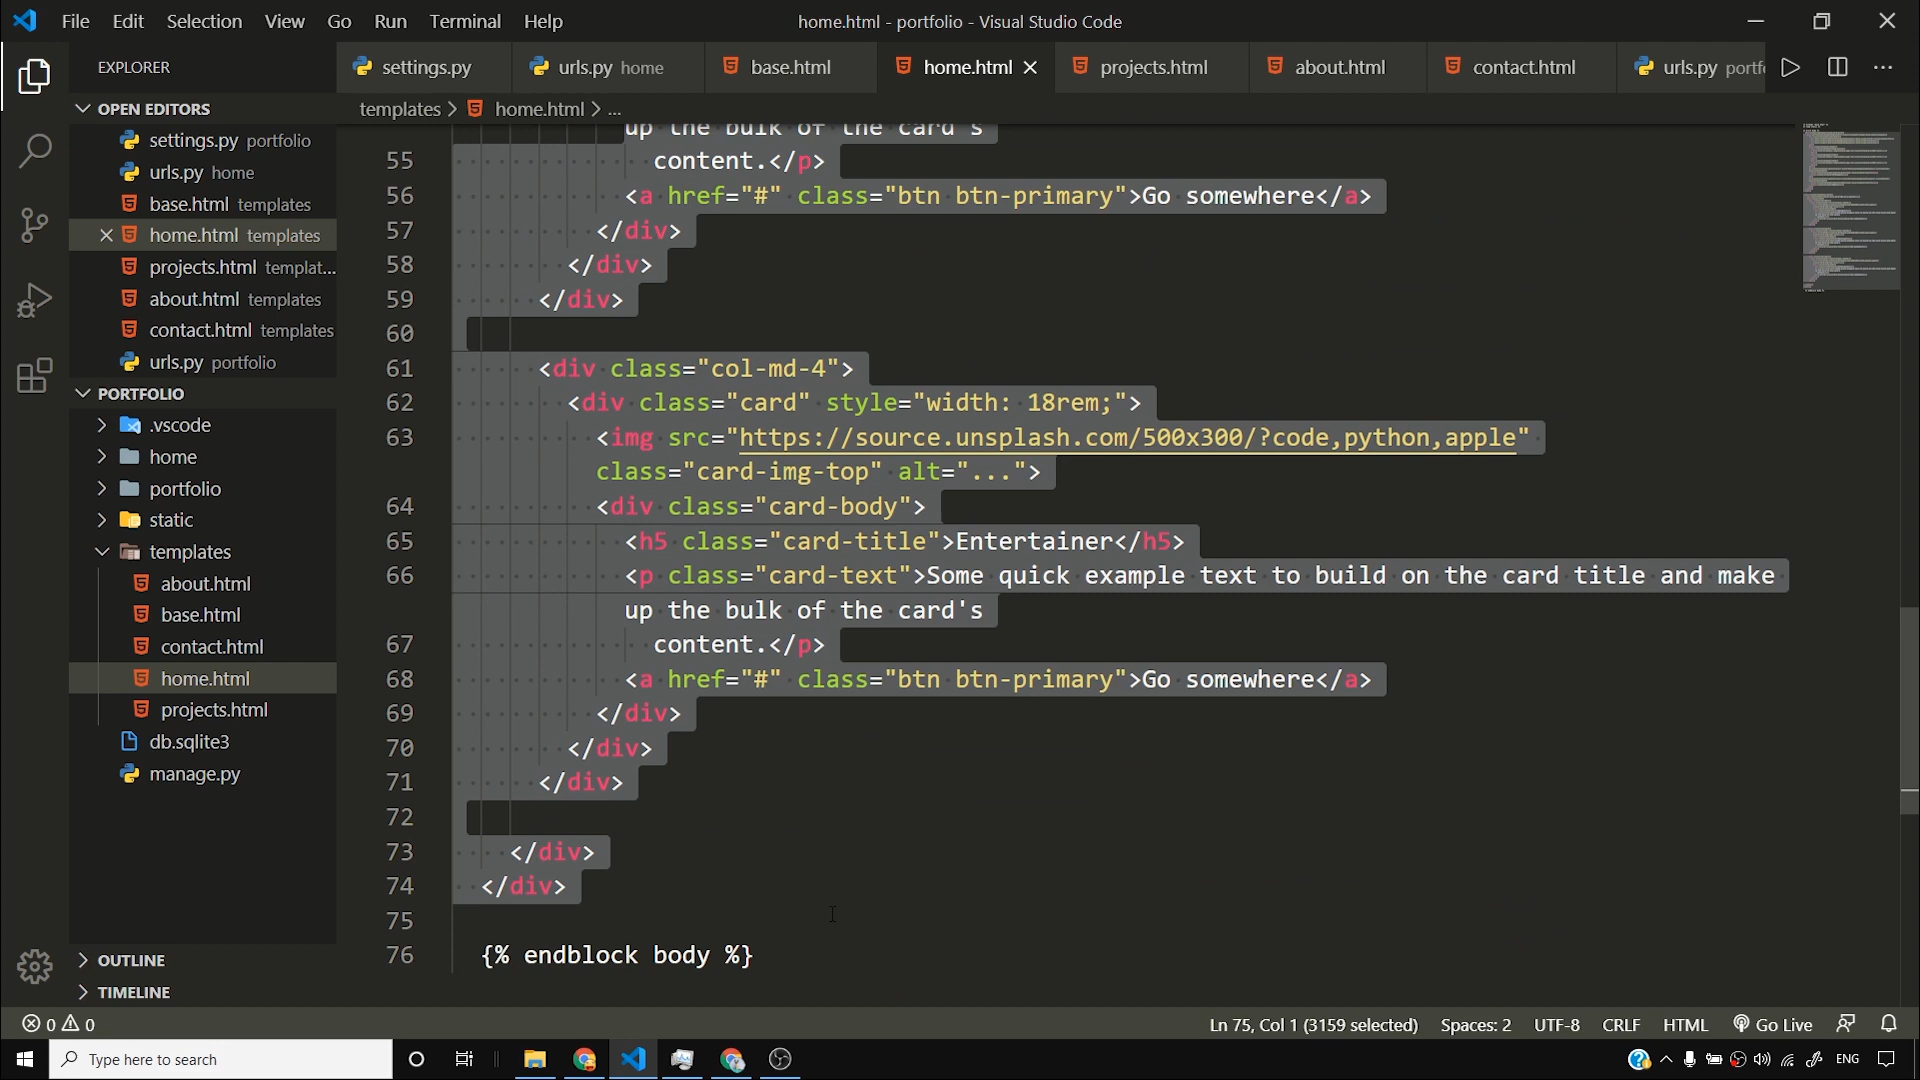 File Edit Selection View Go Run Terminal Help
home.html - portfolio - Visual Studio Code
EXPLORER
settings.py
urls.py home
base.html
home.html
projects.html
about.html
contact.html
urls.py portfo
OPEN EDITORS
settings.py portfolio
urls.py home
base.html templates
home.html templates
projects.html templat...
about.html templates
contact.html templates
urls.py portfolio
PORTFOLIO
.vscode
home
portfolio
static
templates
about.html
base.html
contact.html
home.html
projects.html
db.sqlite3
manage.py
OUTLINE
TIMELINE
templates > home.html > ...
up the bulk of the card's
55 content.</p>
56 <a href="#" class="btn btn-primary">Go somewhere</a>
57 </div>
58 </div>
59 </div>
60
61 <div class="col-md-4">
62 <div class="card" style="width: 18rem;">
63 <img src="https://source.unsplash.com/500x300/?code,python,apple"
class="card-img-top" alt="...">
64 <div class="card-body">
65 <h5 class="card-title">Entertainer</h5>
66 <p class="card-text">Some quick example text to build on the card title and make
up the bulk of the card's
67 content.</p>
68 <a href="#" class="btn btn-primary">Go somewhere</a>
69 </div>
70 </div>
71 </div>
72
73 </div>
74 </div>
75
76 {% endblock body %}
0 0
Ln 75, Col 1 (3159 selected) Spaces: 2 UTF-8 CRLF HTML Go Live
Type here to search
ENG